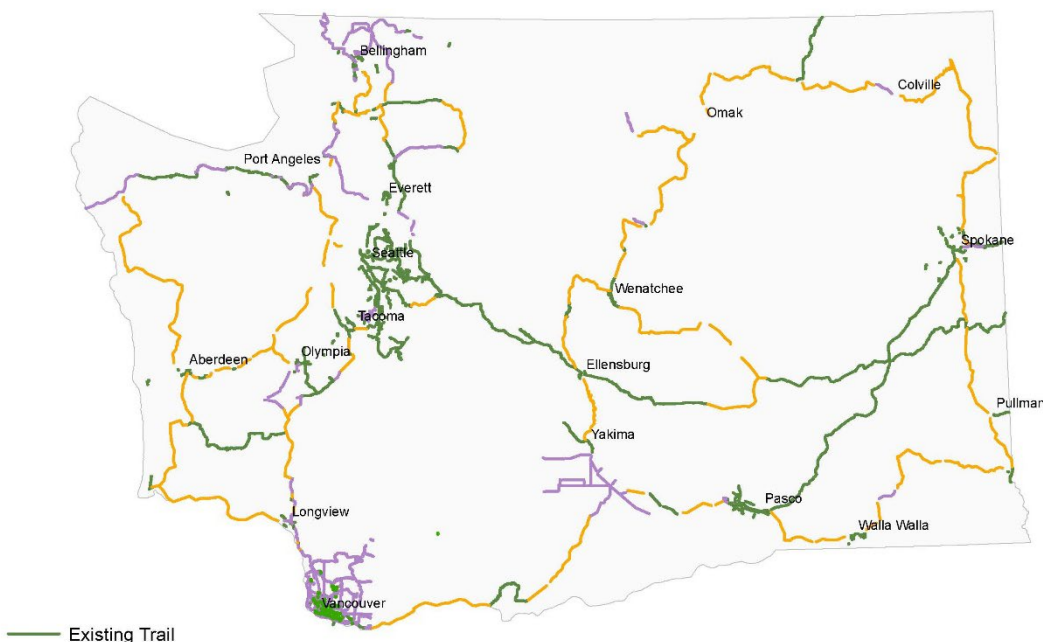 Bellingham
Colville
Omak
Port Angeles
Everett
Spokane
Seattle
Wenatchee
Tacoma
Olympia
Aberdeen
Ellensburg
Pullman
Yakima
Pasco
Longview
Walla Walla
Vancouver
Existing Trail